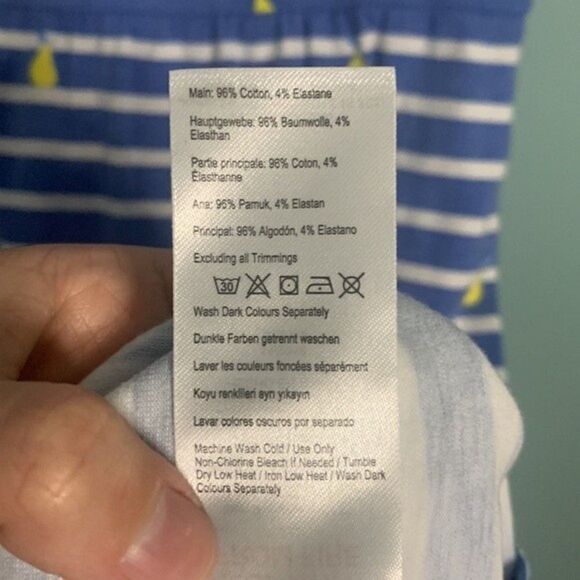 Main: 96% Cotton, 4% Elastane
Hauptgewebe: 96% Baumwolle, 4%
Elasthan
Partie principale: 96% Coton, 4%
Élasthanne
Ana: 96% Pamuk, 4% Elastan
Principal: 96% Algodón, 4% Elastano
Excluding all Trimmings
30
Wash Dark Colours Separately
Dunkle Farben getrennt waschen
Laver les couleurs foncées séparément
Koyu renklileri ayrı yıkayın
Lavar colores oscuros por separado
Machine Wash Cold / Use Only
Non-Chlorine Bleach If Needed / Tumble
Dry Low Heat / Iron Low Heat / Wash Dark
Colours Separately